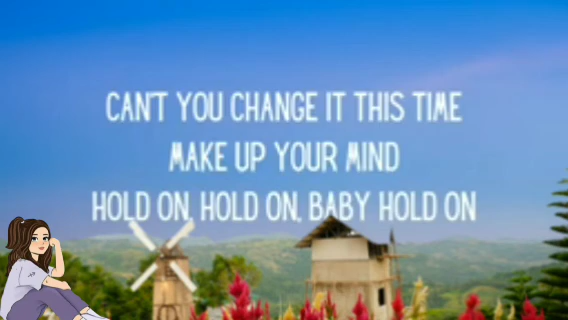 CAN'T YOU CHANGE IT THIS TIME
MAKE UP YOUR MIND
HOLD ON, HOLD ON, BABY HOLD ON